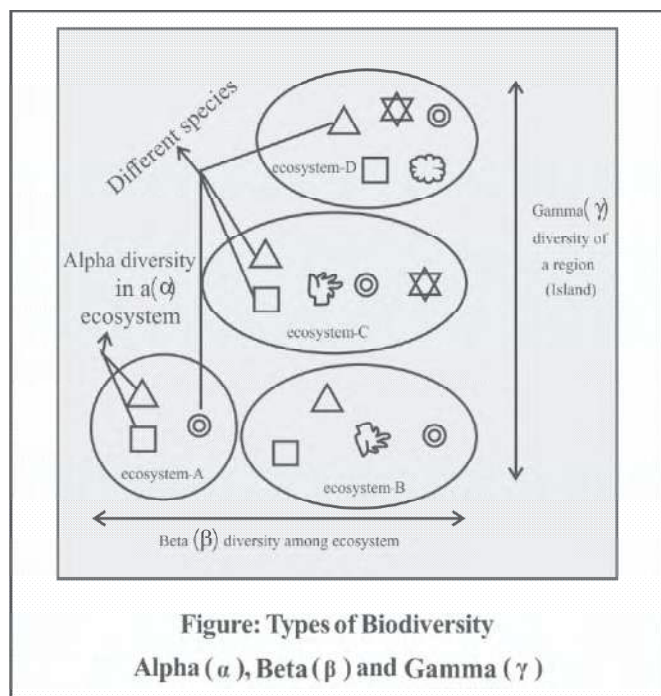 Different species
ecosystem-D
Gamma(γ)
diversity of
a region
(Island)
Alpha diversity
in a(α)
ecosystem
ecosystem-C
ecosystem-A
ecosystem-B
Beta (β) diversity among ecosystem
Figure: Types of Biodiversity
Alpha (α), Beta (β) and Gamma (γ)